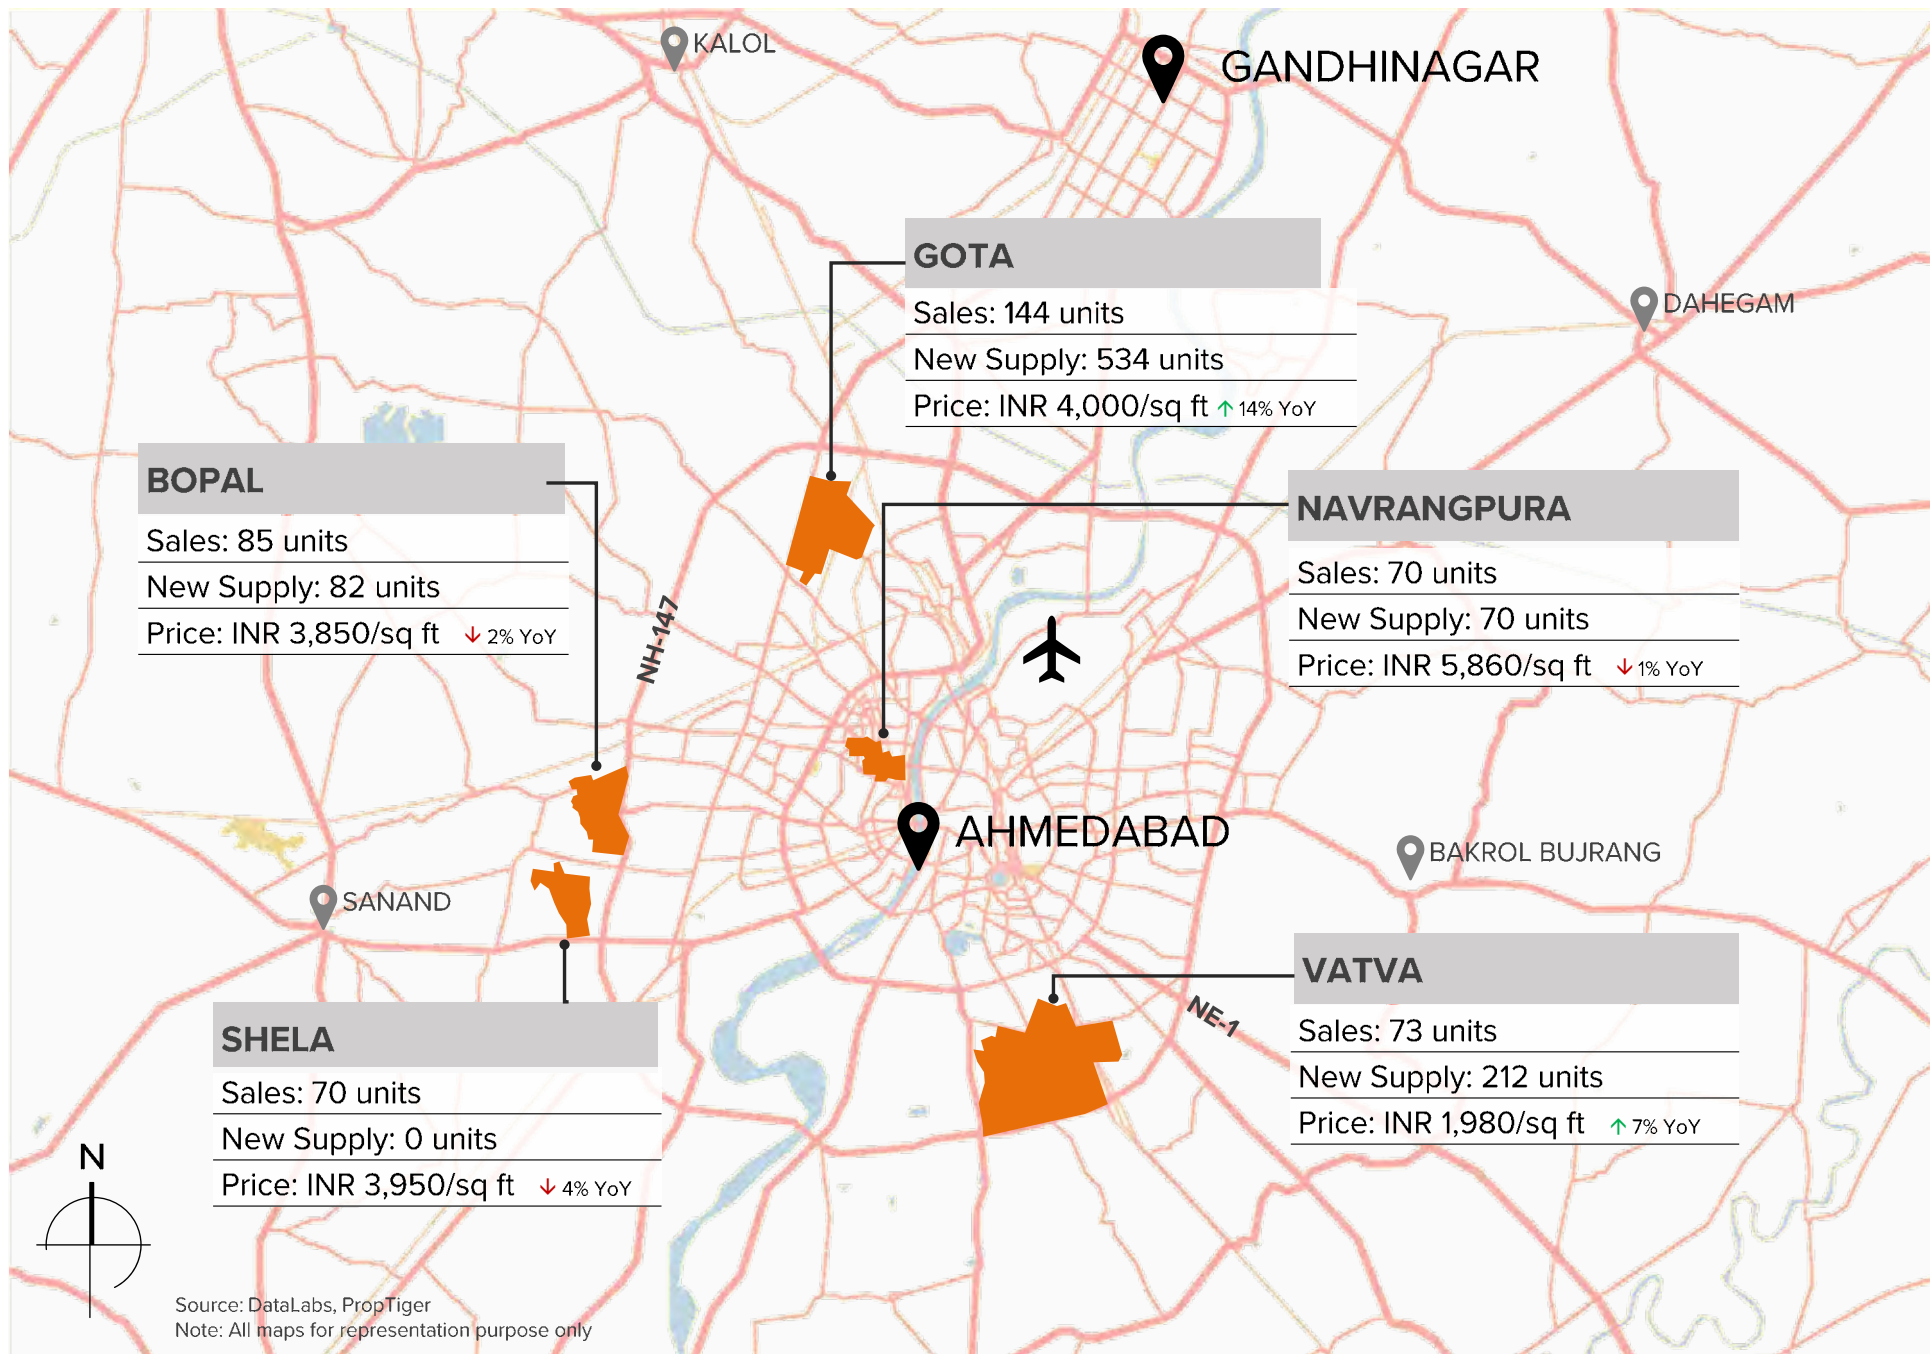 KALOL
GANDHINAGAR
GOTA
Sales: 144 units
New Supply: 534 units
Price: INR 4,000/sq ft ↑ 14% YoY
DAHEGAM
BOPAL
Sales: 85 units
New Supply: 82 units
Price: INR 3,850/sq ft ↓ 2% YoY
NAVRANGPURA
Sales: 70 units
New Supply: 70 units
Price: INR 5,860/sq ft ↓ 1% YoY
NH-147
AHMEDABAD
BAKROL BUJRANG
SANAND
VATVA
Sales: 73 units
New Supply: 212 units
Price: INR 1,980/sq ft ↑ 7% YoY
NE-1
SHELA
Sales: 70 units
New Supply: 0 units
Price: INR 3,950/sq ft ↓ 4% YoY
N
Source: DataLabs, PropTiger
Note: All maps for representation purpose only